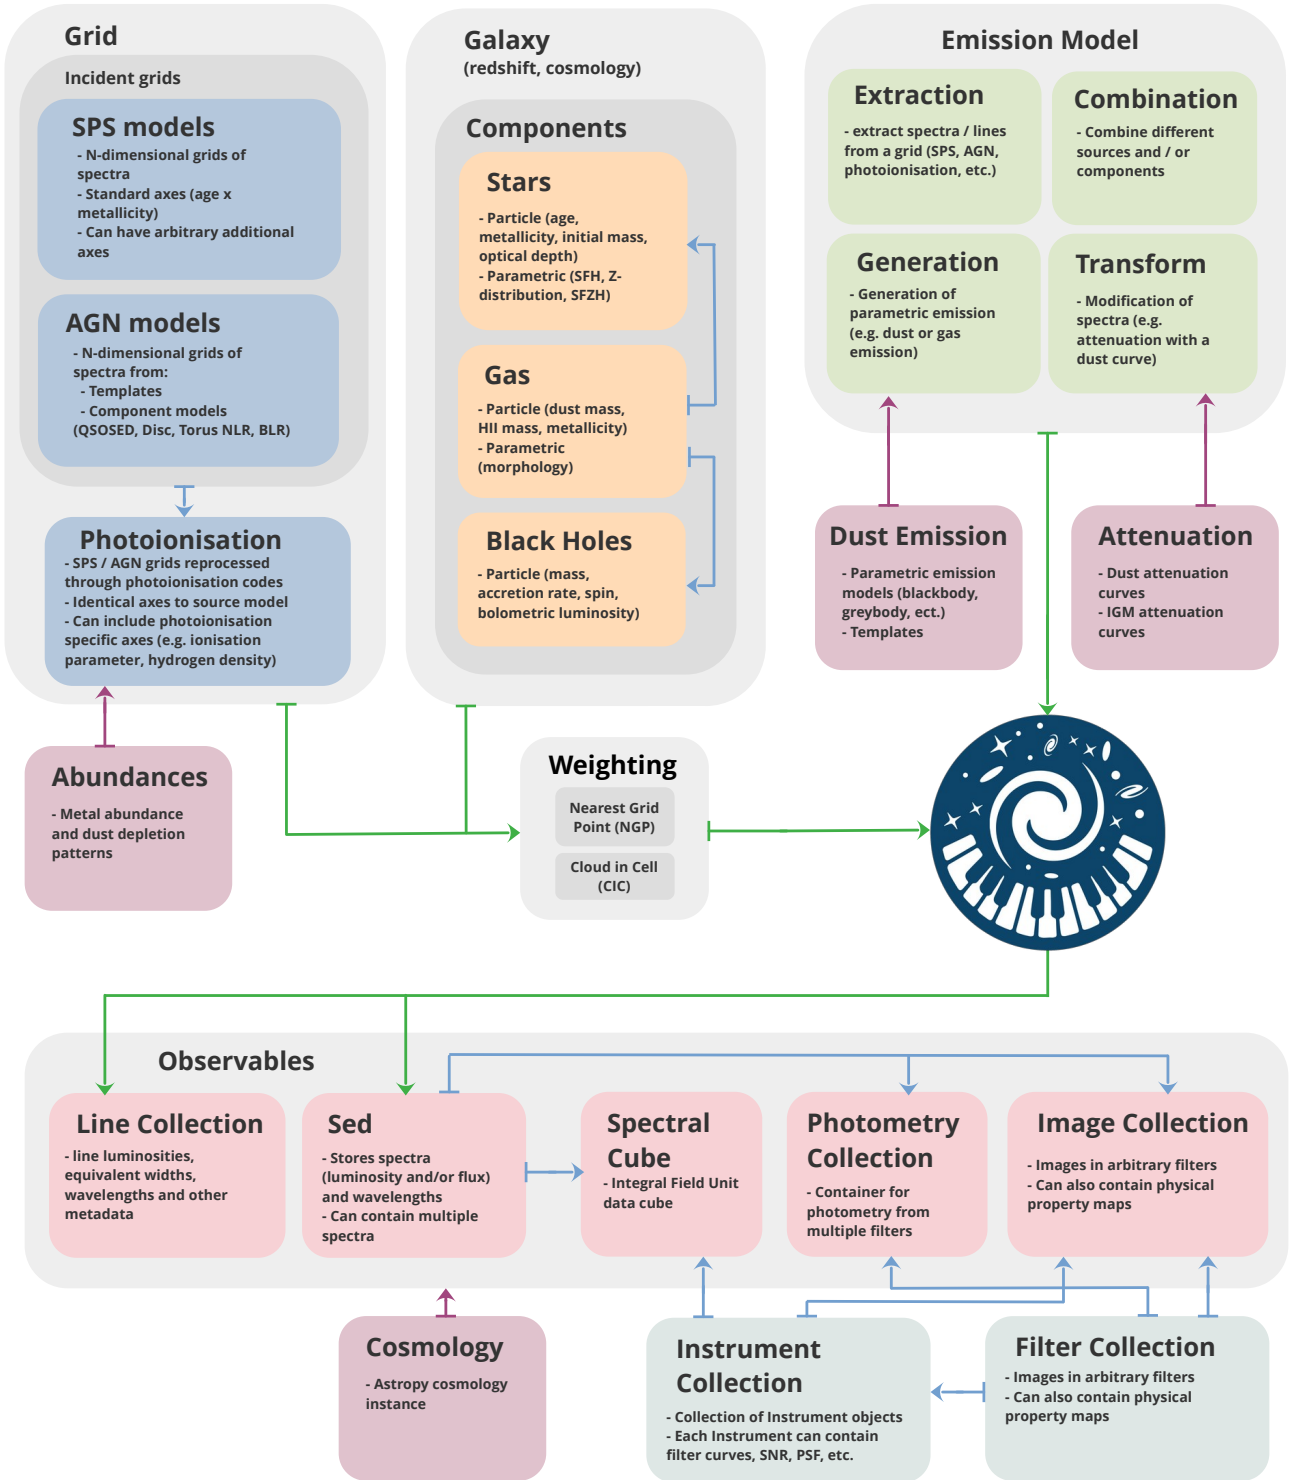 Grid
Incident grids
SPS models
- N-dimensional grids of
spectra
- Standard axes (age x
metallicity)
- Can have arbitrary additional
axes
AGN models
- N-dimensional grids of
spectra from:
- Templates
- Component models
(QSOSED, Disc, Torus NLR, BLR)
Photoionisation
- SPS / AGN grids reprocessed
through photoionisation codes
- Identical axes to source model
- Can include photoionisation
specific axes (e.g. ionisation
parameter, hydrogen density)
Abundances
- Metal abundance
and dust depletion
patterns
Galaxy
(redshift, cosmology)
Components
Stars
- Particle (age,
metallicity, initial mass,
optical depth)
- Parametric (SFH, Z-
distribution, SFZH)
Gas
- Particle (dust mass,
HII mass, metallicity)
- Parametric
(morphology)
Black Holes
- Particle (mass,
accretion rate, spin,
bolometric luminosity)
Emission Model
Extraction
- extract spectra / lines
from a grid (SPS, AGN,
photoionisation, etc.)
Combination
- Combine different
sources and / or
components
Generation
- Generation of
parametric emission
(e.g. dust or gas
emission)
Transform
- Modification of
spectra (e.g.
attenuation with a
dust curve)
Dust Emission
- Parametric emission
models (blackbody,
greybody, ect.)
- Templates
Attenuation
- Dust attenuation
curves
- IGM attenuation
curves
Weighting
Nearest Grid
Point (NGP)
Cloud in Cell
(CIC)
Observables
Line Collection
- line luminosities,
equivalent widths,
wavelengths and other
metadata
Sed
- Stores spectra
(luminosity and/or flux)
and wavelengths
- Can contain multiple
spectra
Spectral
Cube
- Integral Field Unit
data cube
Photometry
Collection
- Container for
photometry from
multiple filters
Image Collection
- Images in arbitrary filters
- Can also contain physical
property maps
Cosmology
- Astropy cosmology
instance
Instrument
Collection
- Collection of Instrument objects
- Each Instrument can contain
filter curves, SNR, PSF, etc.
Filter Collection
- Images in arbitrary filters
- Can also contain physical
property maps